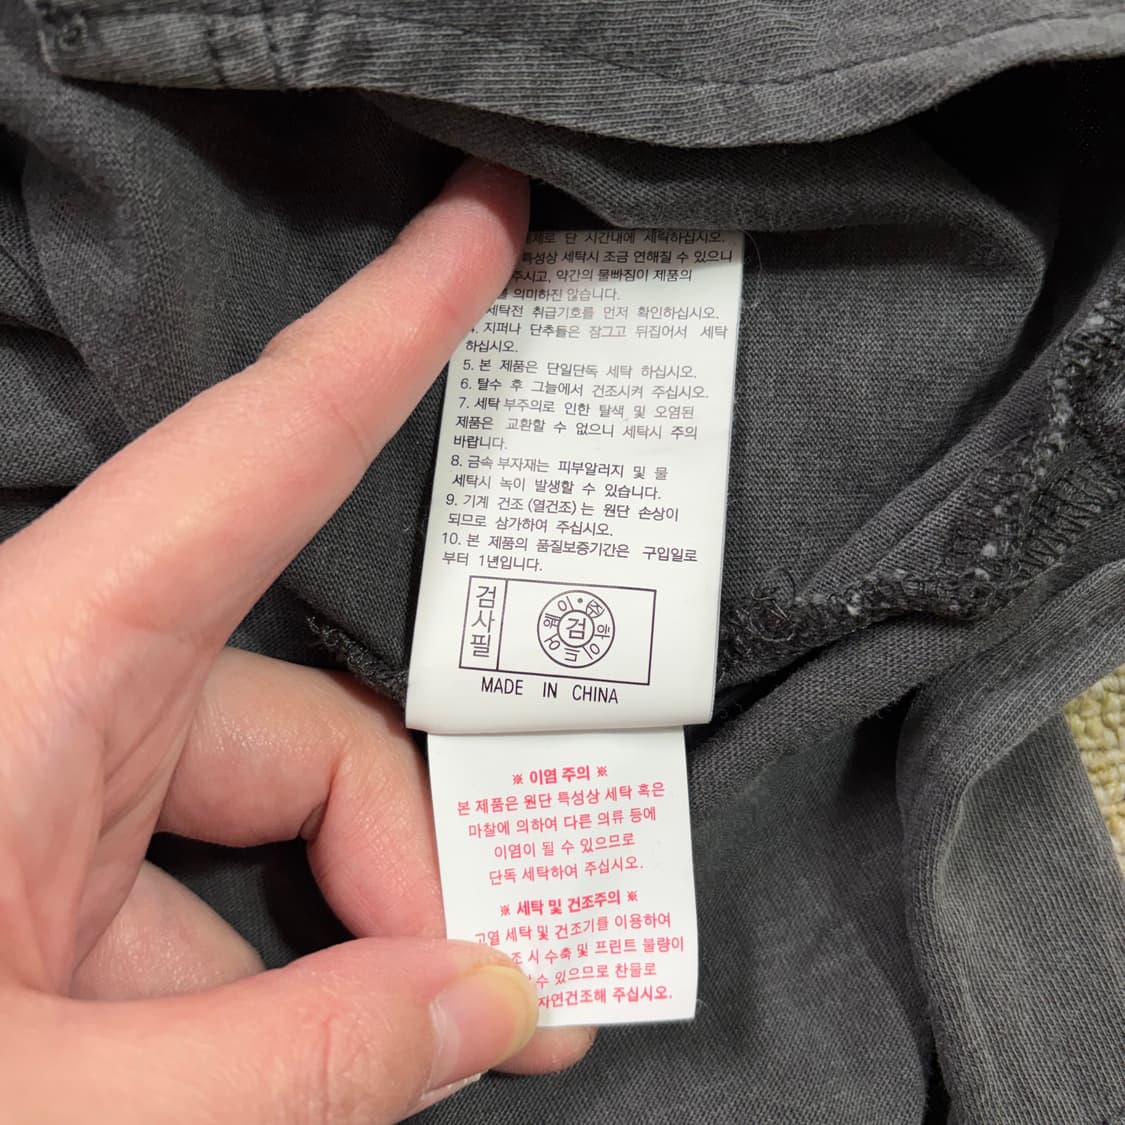 단 시간내에 세탁하십시오.
특성상 세탁시 조금 연해질 수 있으니
주시고, 약간의 물빠짐이 제품의
의미하진 않습니다.
세탁전 취급기호를 먼저 확인하십시오.
4. 지퍼나 단추들은 잠그고 뒤집어서 세탁
하십시오.
5. 본 제품은 단일단독 세탁 하십시오.
6. 탈수 후 그늘에서 건조시켜 주십시오.
7. 세탁 부주의로 인한 탈색 및 오염된
제품은 교환할 수 없으니 세탁시 주의
바랍니다.
8. 금속 부자재는 피부알러지 및 물
세탁시 녹이 발생할 수 있습니다.
9. 기계 건조 (열건조) 는 원단 손상이
되므로 삼가하여 주십시오.
10. 본 제품의 품질보증기간은 구입일로
부터 1년입니다.
검사필
검
MADE IN CHINA
※ 이염 주의 ※
본 제품은 원단 특성상 세탁 혹은
마찰에 의하여 다른 의류 등에
이염이 될 수 있으므로
단독 세탁하여 주십시오.
※ 세탁 및 건조주의 ※
고열 세탁 및 건조기를 이용하여
시 수축 및 프린트 불량이
수 있으므로 찬물로
자연건조해 주십시오.